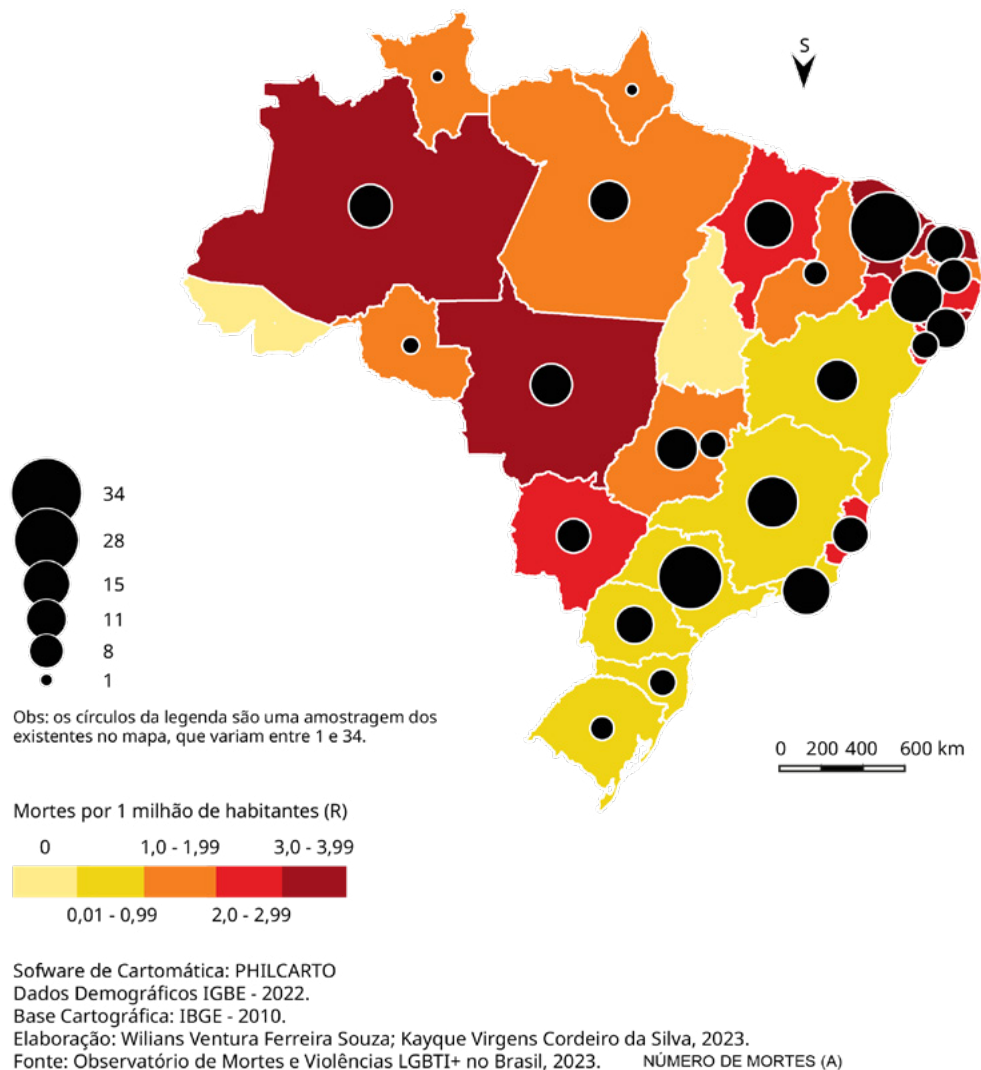 S
34
28
15
11
8
1
Obs: os círculos da legenda são uma amostragem dos
existentes no mapa, que variam entre 1 e 34.
0 200 400 600 km
Mortes por 1 milhão de habitantes (R)
0 1,0 - 1,99 3,0 - 3,99
0,01 - 0,99 2,0 - 2,99
Sofware de Cartomática: PHILCARTO
Dados Demográficos IGBE - 2022.
Base Cartográfica: IBGE - 2010.
Elaboração: Wilians Ventura Ferreira Souza; Kayque Virgens Cordeiro da Silva, 2023.
Fonte: Observatório de Mortes e Violências LGBTI+ no Brasil, 2023. NÚMERO DE MORTES (A)